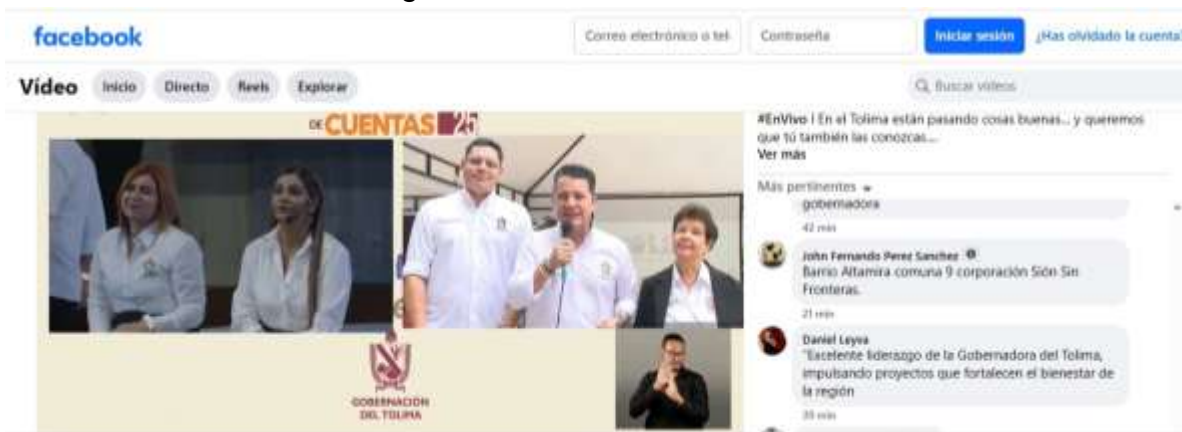 facebook
Correo electrónico o tel
Contraseña
Iniciar sesión
¿Has olvidado la cuenta?
Vídeo
Inicio
Directo
Reels
Explorar
Buscar vídeos
DE CUENTAS 25
GOBERNACIÓN
DEL TOLIMA
#EnVivo | En el Tolima están pasando cosas buenas... y queremos
que tú también las conozcas...
Ver más
Más pertinentes
gobernadora
42 min
John Fernando Perez Sanchez
Barrio Altamira comuna 9 corporación Sión Sin
Fronteras.
21 min
Daniel Leyva
"Excelente liderazgo de la Gobernadora del Tolima,
impulsando proyectos que fortalecen el bienestar de
la región